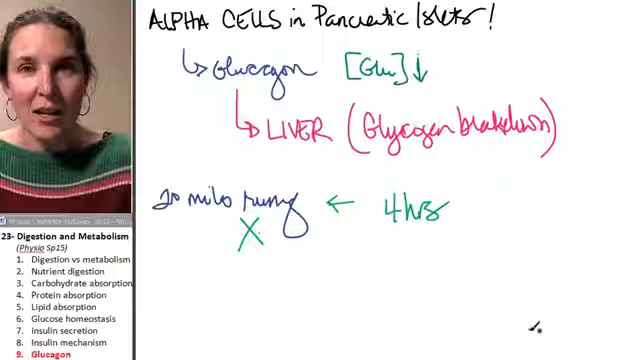 ALPHA CELLS in Pancreatic Islets!
↳ Glucagon [Glu]↓
↳ LIVER (Glycogen breakdown)
20 mile ← 4 hrs
X
23- Digestion and Metabolism
(Physio Sp15)
1. Digestion vs metabolism
2. Nutrient digestion
3. Carbohydrate absorption
4. Protein absorption
5. Lipid absorption
6. Glucose homeostasis
7. Insulin secretion
8. Insulin mechanism
9. Glucagon